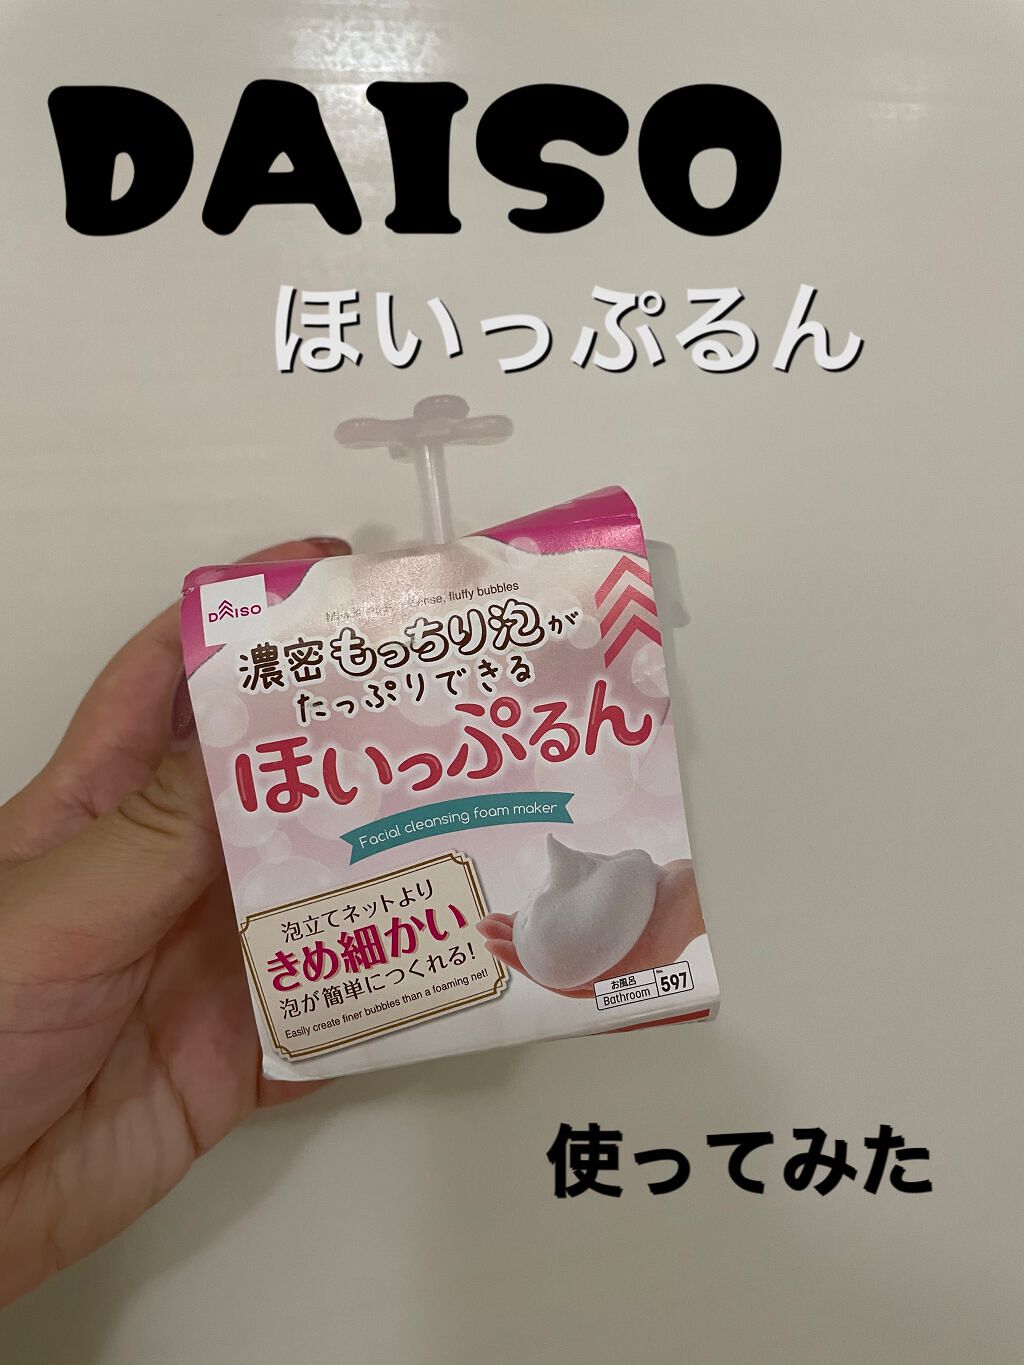 DAISO
ほいっぷるん
DAISO
dense, fluffy bubbles
濃密もっちり泡が
たっぷりできる
ほいっぷるん
Facial cleansing foam maker
泡立てネットより
きめ細かい
泡が簡単につくれる!
Easily create finer bubbles than a foaming net!
お風呂
Bathroom
No.
597
使ってみた